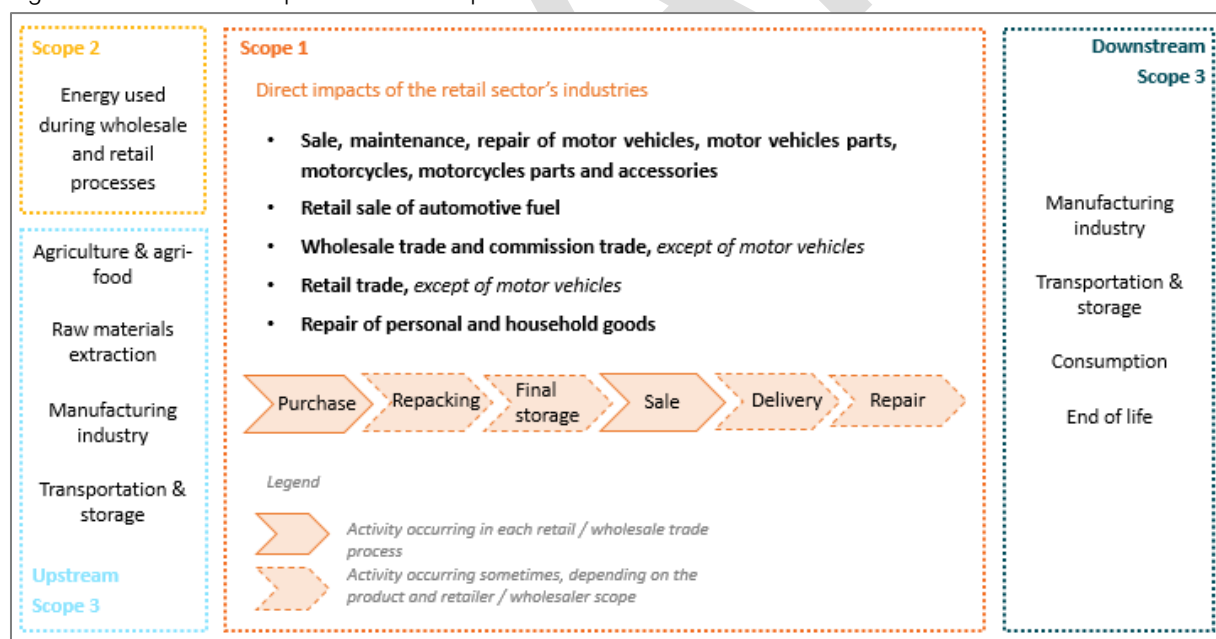 Scope 2
Energy used
during wholesale
and retail
processes
Agriculture & agri-
food
Raw materials
extraction
Manufacturing
industry
Transportation &
storage
Upstream
Scope 3
Scope 1
Direct impacts of the retail sector's industries
• Sale, maintenance, repair of motor vehicles, motor vehicles parts,
motorcycles, motorcycles parts and accessories
• Retail sale of automotive fuel
• Wholesale trade and commission trade, except of motor vehicles
• Retail trade, except of motor vehicles
• Repair of personal and household goods
Purchase
Repacking
Final
storage
Sale
Delivery
Repair
Legend
Activity occurring in each retail / wholesale trade
process
Activity occurring sometimes, depending on the
product and retailer / wholesaler scope
Downstream
Scope 3
Manufacturing
industry
Transportation &
storage
Consumption
End of life